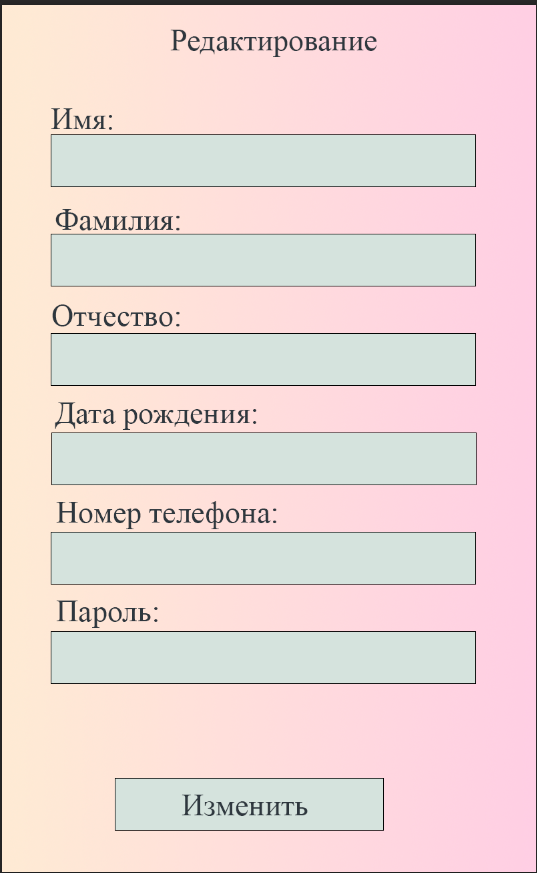 Редактирование
Имя:
Фамилия:
Отчество:
Дата рождения:
Номер телефона:
Пароль:
Изменить